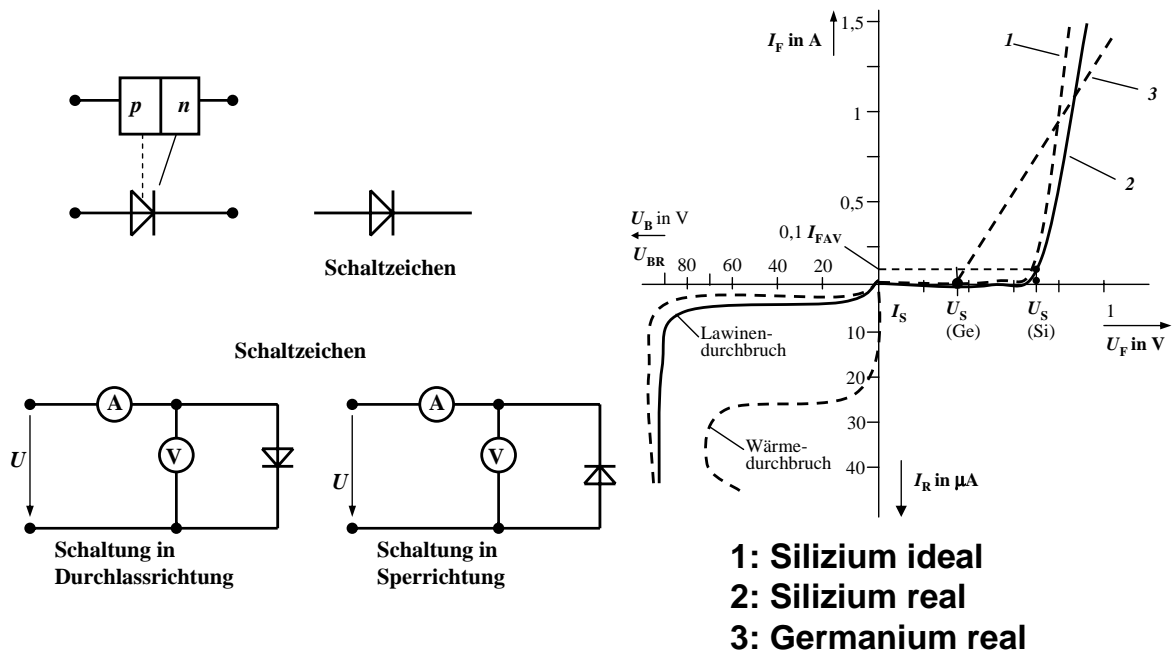 p n
Schaltzeichen
Schaltzeichen
A
V
U
Schaltung in
Durchlassrichtung
A
V
U
Schaltung in
Sperrichtung
I_F in A
1,5
1
0,5
0,1 I_FAV
1
3
2
U_B in V
U_BR
80 60 40 20
I_S
U_S
(Ge)
U_S
(Si)
1
U_F in V
10
20
30
40
I_R in µA
Lawinen-
durchbruch
Wärme-
durchbruch
1: Silizium ideal
2: Silizium real
3: Germanium real